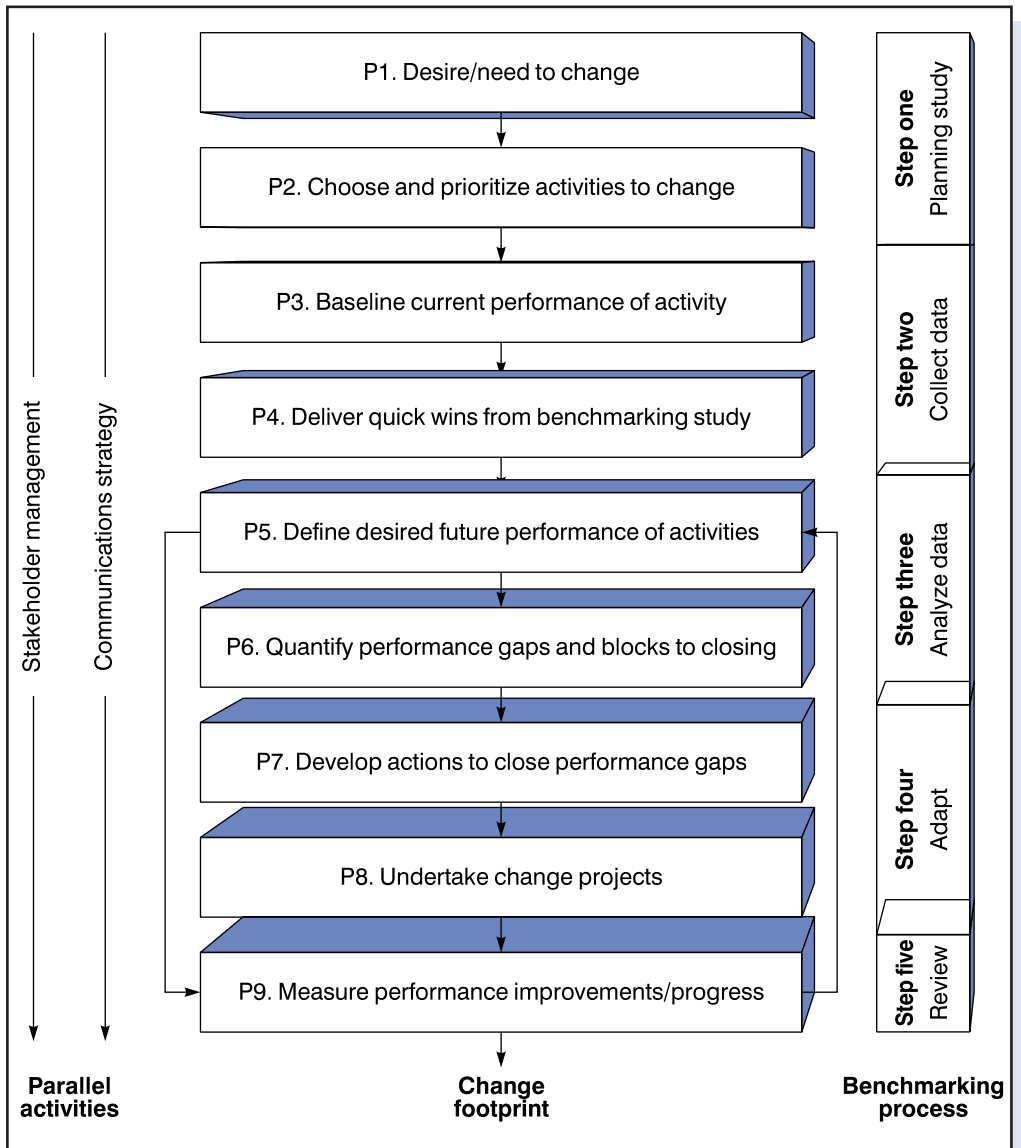 P1. Desire/need to change
P2. Choose and prioritize activities to change
P3. Baseline current performance of activity
P4. Deliver quick wins from benchmarking study
P5. Define desired future performance of activities
P6. Quantify performance gaps and blocks to closing
P7. Develop actions to close performance gaps
P8. Undertake change projects
P9. Measure performance improvements/progress
Stakeholder management
Communications strategy
Step one
Planning study
Step two
Collect data
Step three
Analyze data
Step four
Adapt
Step five
Review
Parallel
activities
Change
footprint
Benchmarking
process